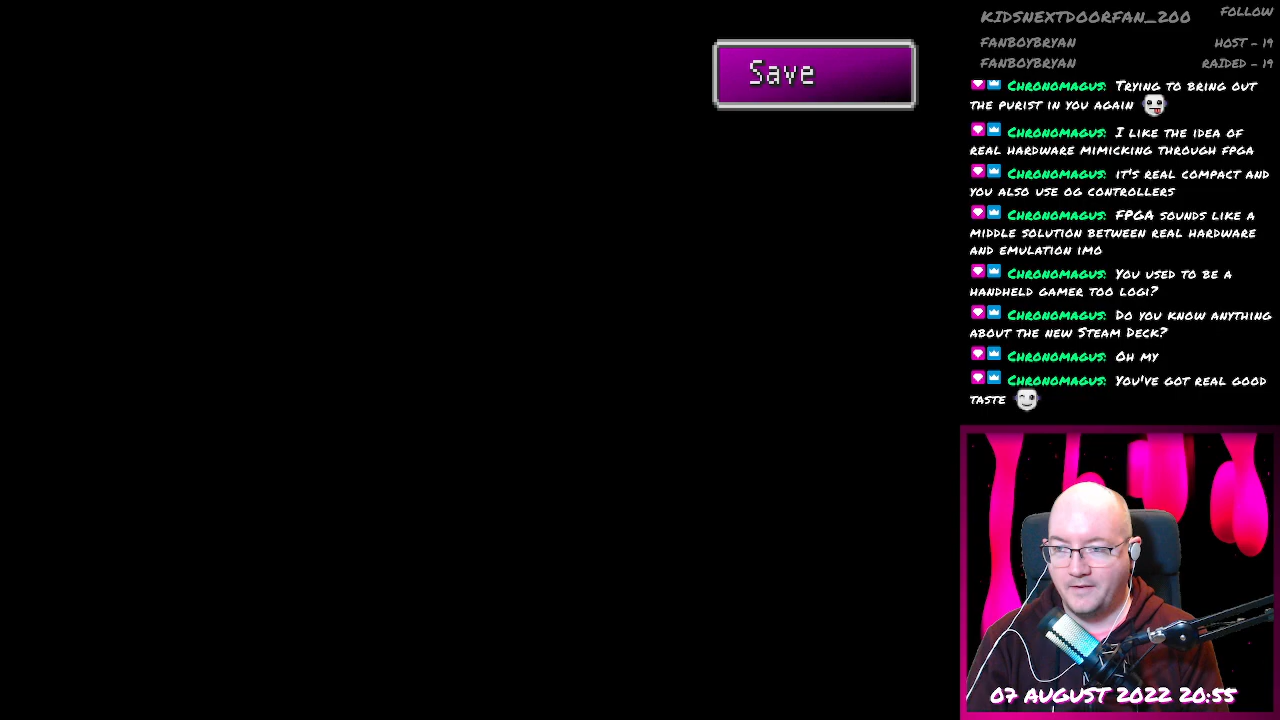 Save
KIDSNEXTDOORFAN_200 FOLLOW
FANBOYBRYAN HOST - 19
FANBOYBRYAN RAIDED - 19
CHRONOMAGUS: TRYING TO BRING OUT
THE PURIST IN YOU AGAIN
CHRONOMAGUS: I LIKE THE IDEA OF
REAL HARDWARE MIMICKING THROUGH FPGA
CHRONOMAGUS: IT'S REAL COMPACT AND
YOU ALSO USE OG CONTROLLERS
CHRONOMAGUS: FPGA SOUNDS LIKE A
MIDDLE SOLUTION BETWEEN REAL HARDWARE
AND EMULATION IMO
CHRONOMAGUS: YOU USED TO BE A
HANDHELD GAMER TOO LOGI?
CHRONOMAGUS: DO YOU KNOW ANYTHING
ABOUT THE NEW STEAM DECK?
CHRONOMAGUS: OH MY
CHRONOMAGUS: YOU'VE GOT REAL GOOD
TASTE
07 AUGUST 2022 20:55